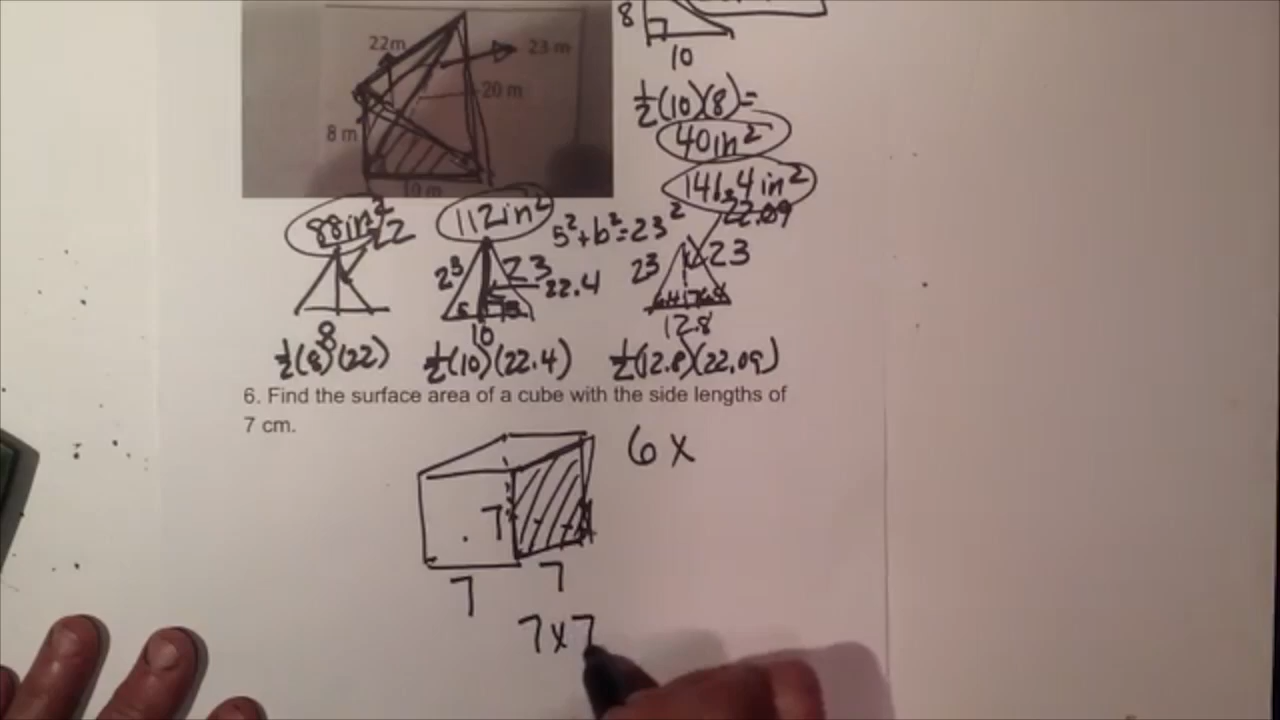 22m
23 m
20 m
8 m
10 m
8
10
½(10)(8)=
40in²
146.4in²
88in²
22
112in²
5²+b²=23²
22.09
23
23
22.4
5
23
23
8
10
12.8
½(8)(22)
½(10)(22.4)
½(12.8)(22.09)
6. Find the surface area of a cube with the side lengths of
7 cm.
6 x
7
7
7
7x7